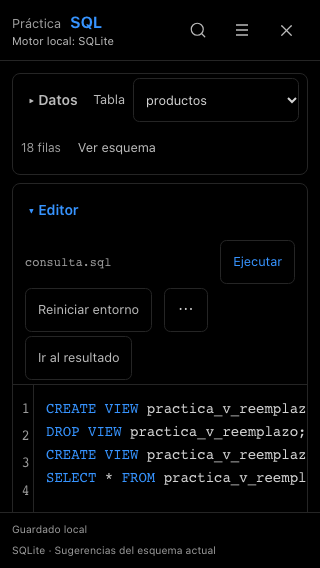 Práctica SQL
Motor local: SQLite
Datos Tabla productos
18 filas Ver esquema
Editor
consulta.sql Ejecutar
Reiniciar entorno ...
Ir al resultado
1 CREATE VIEW practica_v_reemplaz
2 DROP VIEW practica_v_reemplazo;
3 CREATE VIEW practica_v_reemplaz
4 SELECT * FROM practica_v_reempl
Guardado local
SQLite · Sugerencias del esquema actual